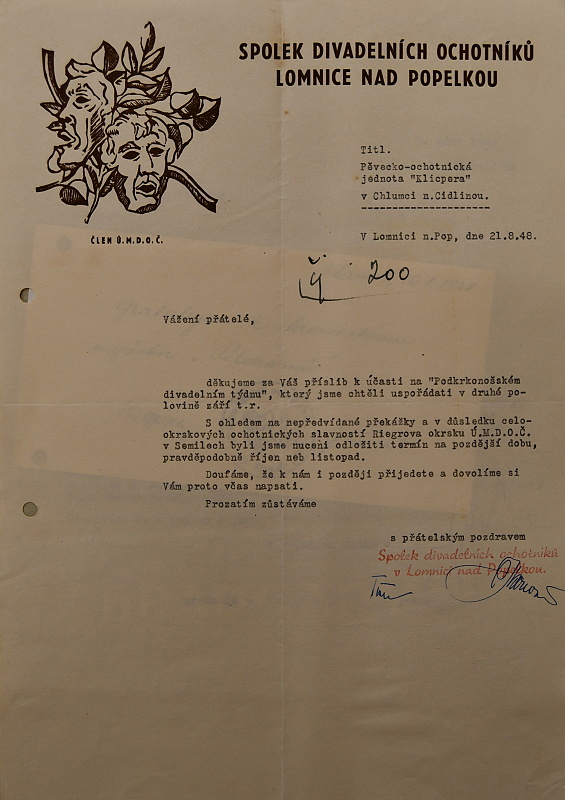 SPOLEK DIVADELNÍCH OCHOTNÍKŮ
LOMNICE NAD POPELKOU
ČLEN Ú.M.D.O.Č.
Titl.
Pěvecko-ochotnická
jednota "Klicpera"
v Chlumci n.Cidlinou.
--------------------
V Lomnici n.Pop, dne 21.8.48.
200
Vážení přátelé,
děkujeme za Váš příslib k účasti na "Podkrkonošském
divadelním týdnu", který jsme chtěli uspořádati v druhé po-
lovině září t.r.
S ohledem na nepředvídané překážky a v důsledku celo-
okrskových ochotnických slavností Riegrova okrsku Ú.M.D.O.Č.
v Semilech byli jsme nuceni odložiti termín na pozdější dobu,
pravděpodobně říjen neb listopad.
Doufáme, že k nám i později přijedete a dovolíme si
Vám proto včas napsati.
Prozatím zůstáváme
s přátelským pozdravem
Spolek divadelních ochotníků
v Lomnici nad Popelkou.